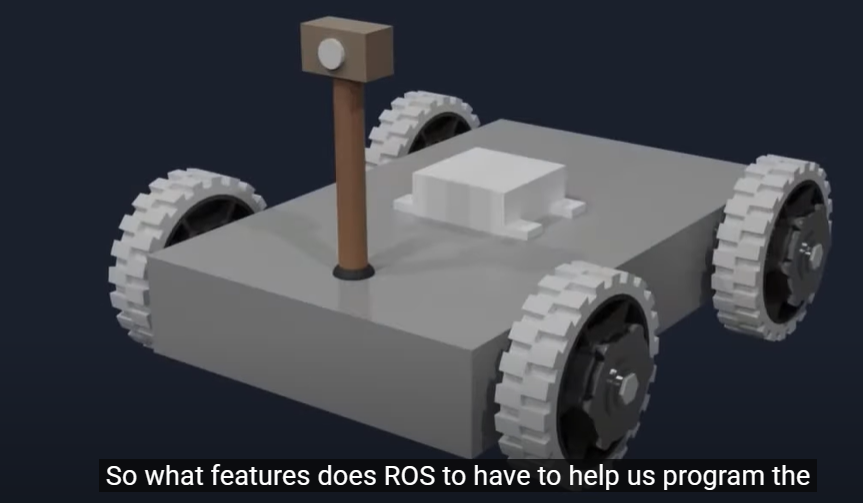 So what features does ROS to have to help us program the